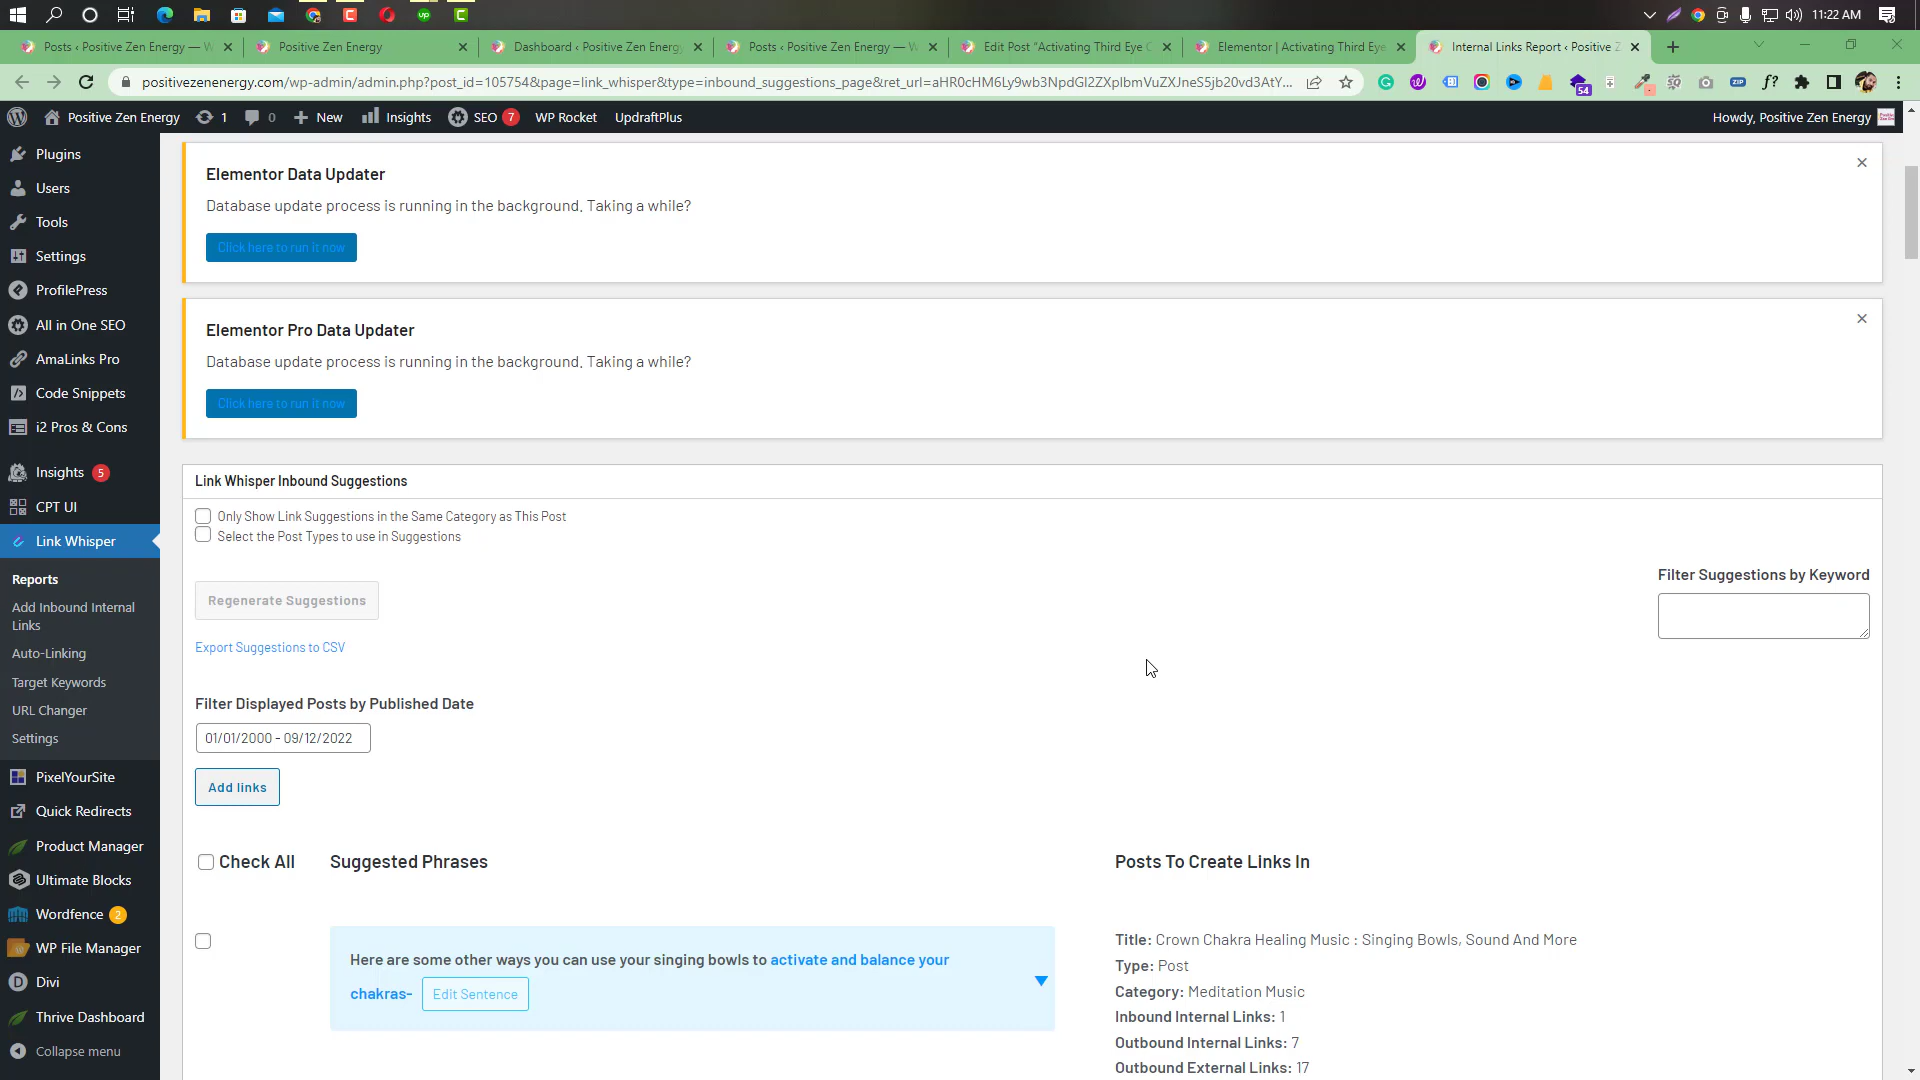 11:22 AM
Posts ‹ Positive Zen Energy — W
Positive Zen Energy
Dashboard ‹ Positive Zen Energy
Posts ‹ Positive Zen Energy — W
Edit Post "Activating Third Eye C
Elementor | Activating Third Eye
Internal Links Report ‹ Positive Z
positivezenenergy.com/wp-admin/admin.php?post_id=105754&page=link_whisper&type=inbound_suggestions_page&ret_url=aHR0cHM6Ly9wb3NpdGl2ZXplbmVuZXJneS5jb20vd3AtY...
54
ZIP
f?
Positive Zen Energy
1
0
New
Insights
SEO 7
WP Rocket
UpdraftPlus
Howdy, Positive Zen Energy
Plugins
Users
Tools
Settings
ProfilePress
All in One SEO
AmaLinks Pro
Code Snippets
i2 Pros & Cons
Insights 5
CPT UI
Link Whisper
Reports
Add Inbound Internal
Links
Auto-Linking
Target Keywords
URL Changer
Settings
PixelYourSite
Quick Redirects
Product Manager
Ultimate Blocks
Wordfence 2
WP File Manager
Divi
Thrive Dashboard
Collapse menu
Elementor Data Updater
Database update process is running in the background. Taking a while?
Click here to run it now
Elementor Pro Data Updater
Database update process is running in the background. Taking a while?
Click here to run it now
Link Whisper Inbound Suggestions
Only Show Link Suggestions in the Same Category as This Post
Select the Post Types to use in Suggestions
Filter Suggestions by Keyword
Regenerate Suggestions
Export Suggestions to CSV
Filter Displayed Posts by Published Date
01/01/2000 - 09/12/2022
Add links
Check All
Suggested Phrases
Posts To Create Links In
Here are some other ways you can use your singing bowls to activate and balance your
chakras-
Edit Sentence
Title: Crown Chakra Healing Music : Singing Bowls, Sound And More
Type: Post
Category: Meditation Music
Inbound Internal Links: 1
Outbound Internal Links: 7
Outbound External Links: 17